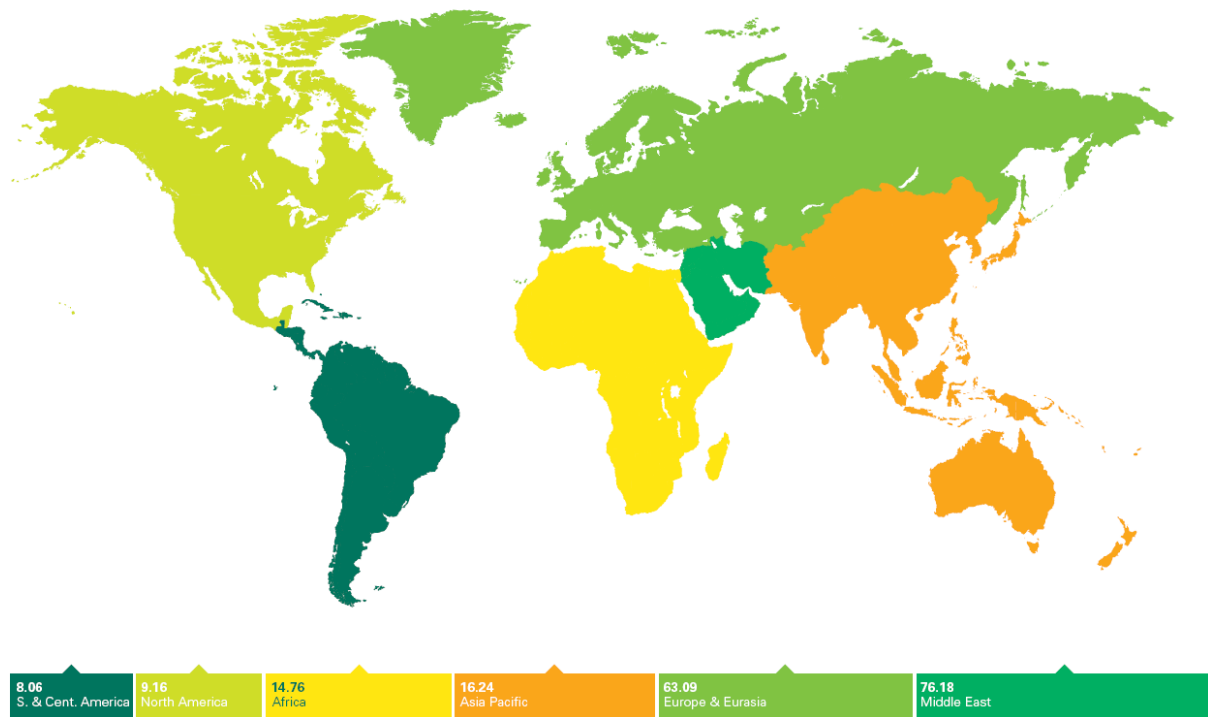 8.06
S. & Cent. America
9.16
North America
14.76
Africa
16.24
Asia Pacific
63.09
Europe & Eurasia
76.18
Middle East